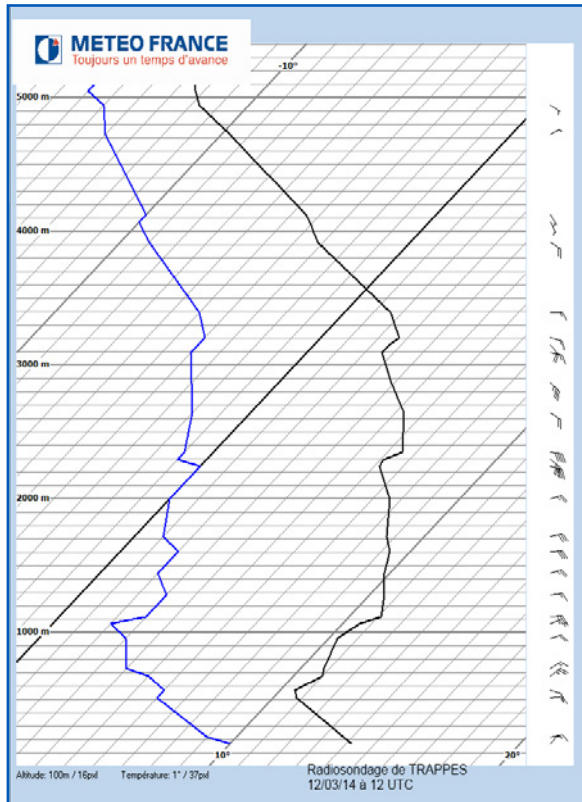 METEO FRANCE
Toujours un temps d'avance
-10°
5000 m
4000 m
3000 m
2000 m
1000 m
10°
20°
Altitude: 100m / 16pxl Température: 1° / 37pxl
Radiosondage de TRAPPES
12/03/14 à 12 UTC